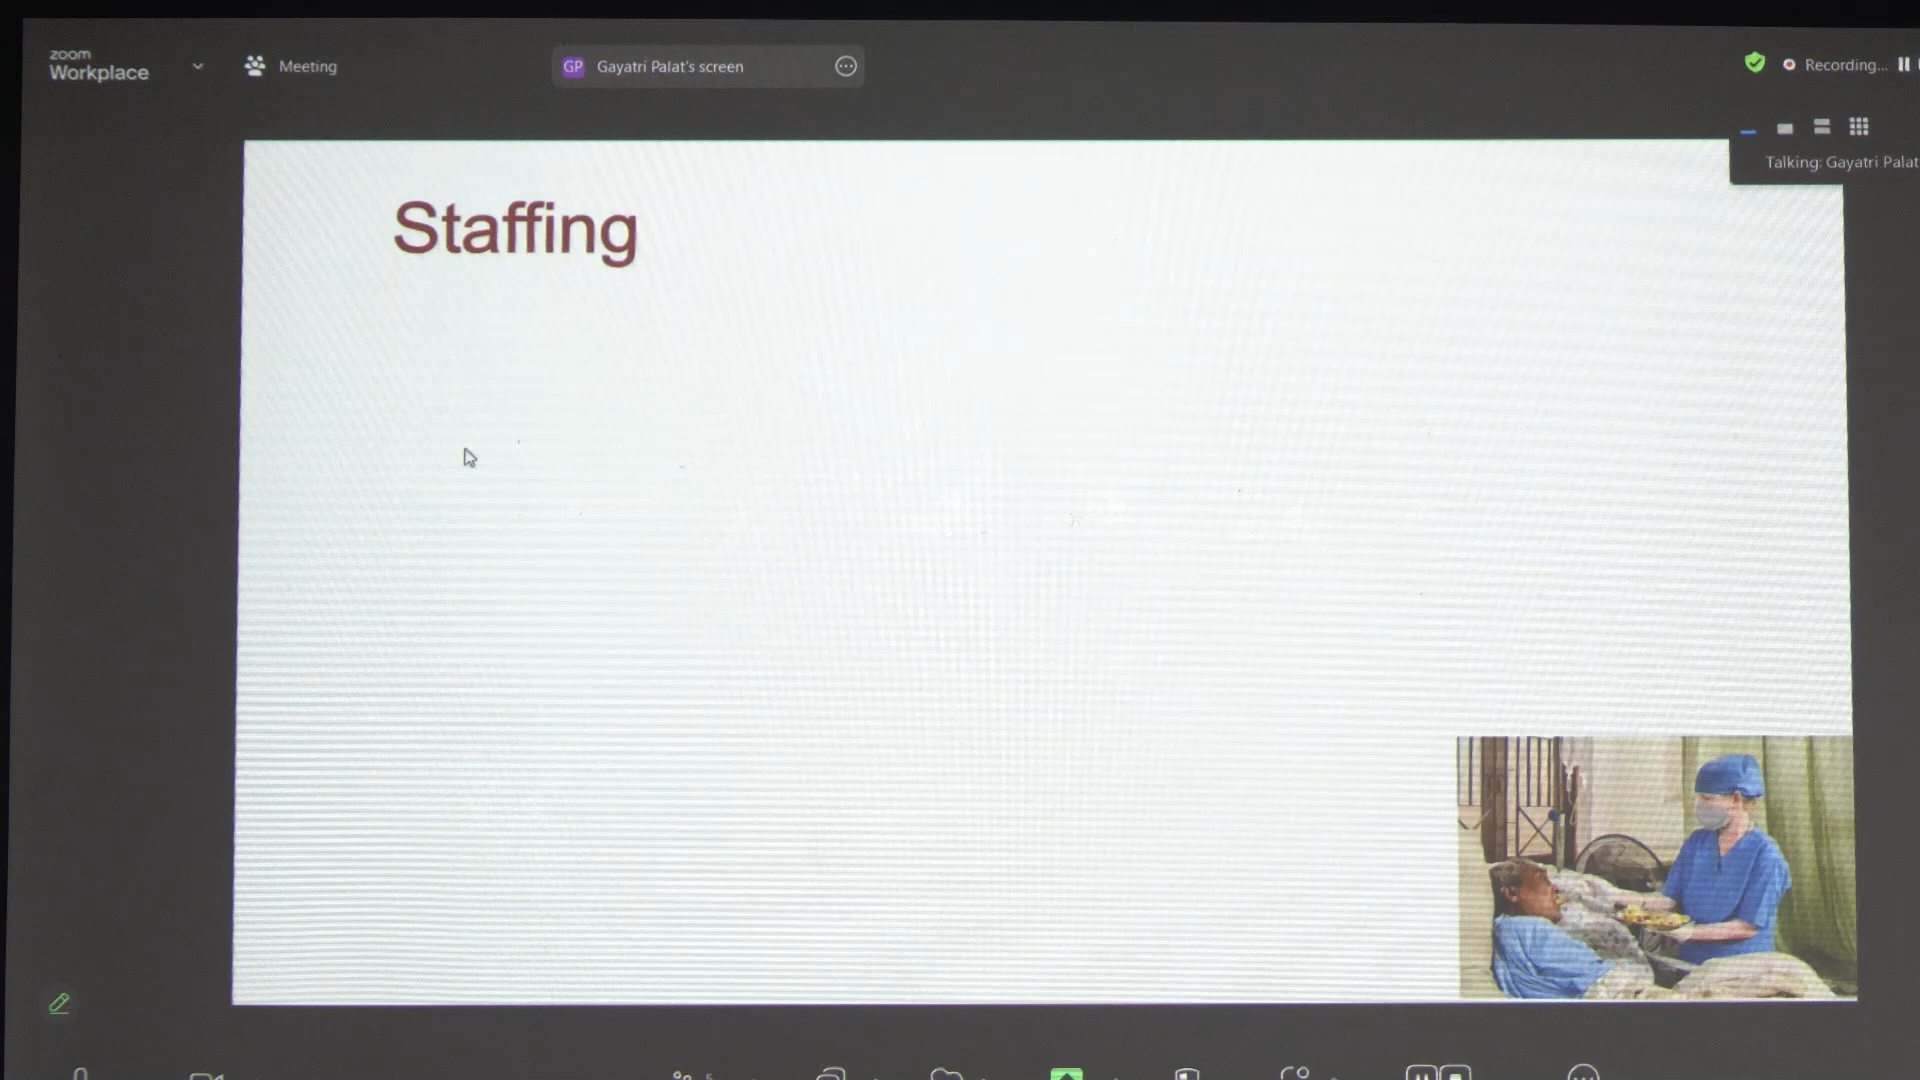 zoom
Workplace
Meeting
GP Gayatri Palat's screen
Recording...
Talking: Gayatri Palat
Staffing